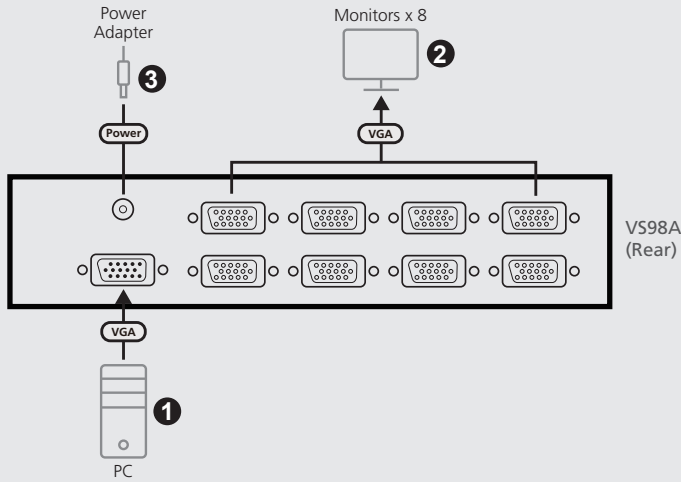 Power
Adapter
3
Power
Monitors x 8
2
VGA
VS98A
(Rear)
VGA
1
PC